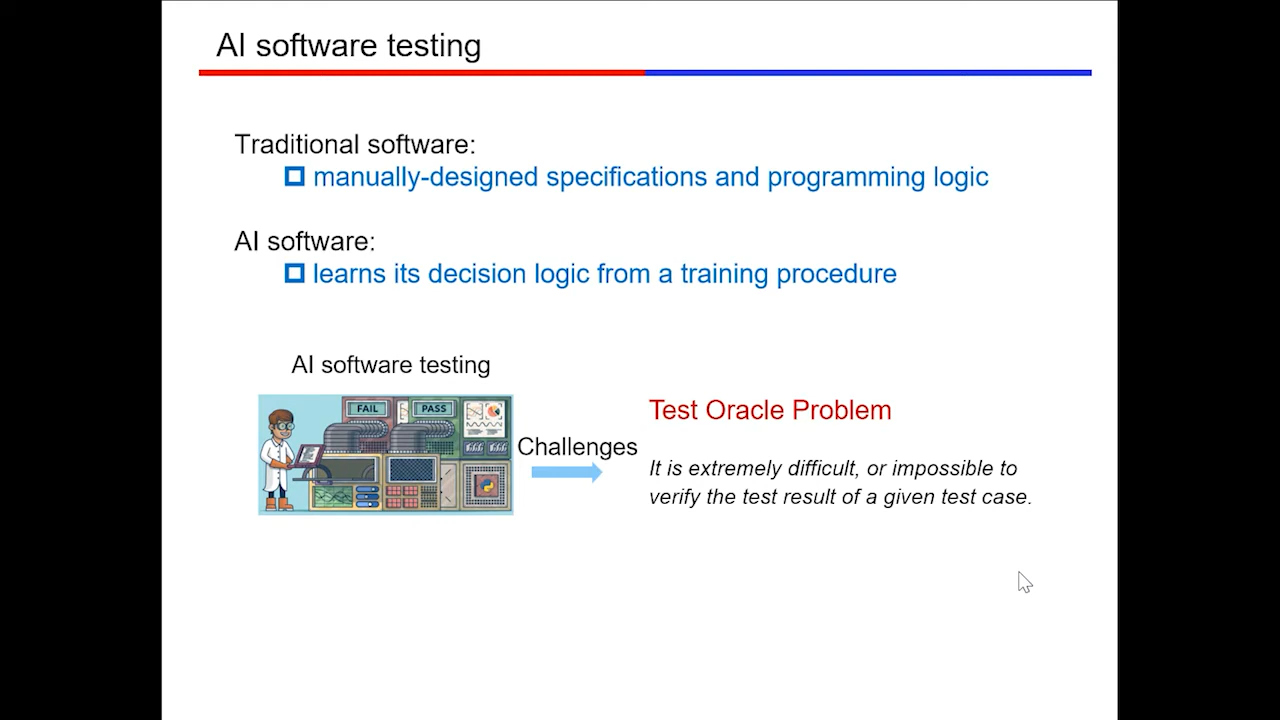 AI software testing
Traditional software:
manually-designed specifications and programming logic
AI software:
learns its decision logic from a training procedure
AI software testing
FAIL
PASS
Challenges
Test Oracle Problem
It is extremely difficult, or impossible to
verify the test result of a given test case.